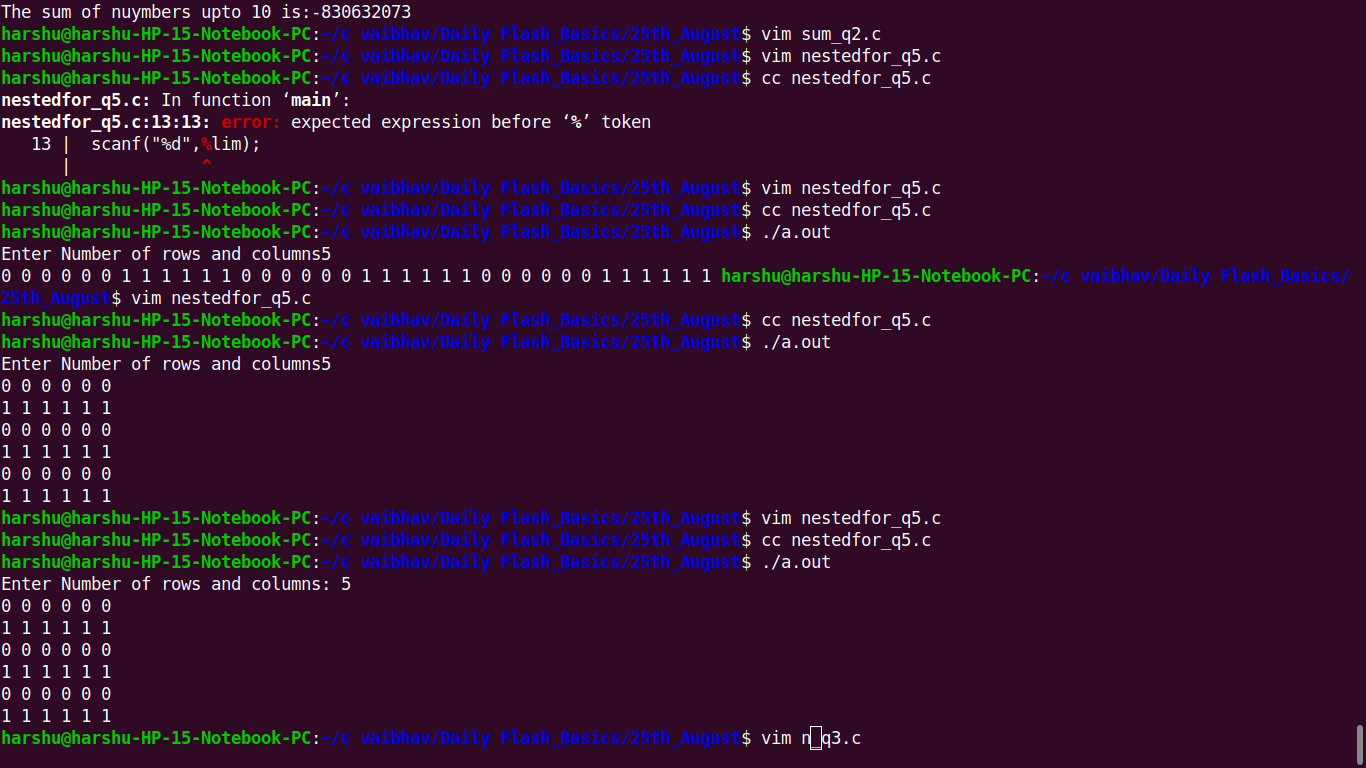 The sum of nuymbers upto 10 is:-830632073
harshu@harshu-HP-15-Notebook-PC:~/c vaibhav/Daily Flash_Basics/25th_August$ vim sum_q2.c
harshu@harshu-HP-15-Notebook-PC:~/c vaibhav/Daily Flash_Basics/25th_August$ vim nestedfor_q5.c
harshu@harshu-HP-15-Notebook-PC:~/c vaibhav/Daily Flash_Basics/25th_August$ cc nestedfor_q5.c
nestedfor_q5.c: In function ‘main’:
nestedfor_q5.c:13:13: error: expected expression before ‘%’ token
   13 |  scanf("%d",%lim);
      |             ^
harshu@harshu-HP-15-Notebook-PC:~/c vaibhav/Daily Flash_Basics/25th_August$ vim nestedfor_q5.c
harshu@harshu-HP-15-Notebook-PC:~/c vaibhav/Daily Flash_Basics/25th_August$ cc nestedfor_q5.c
harshu@harshu-HP-15-Notebook-PC:~/c vaibhav/Daily Flash_Basics/25th_August$ ./a.out
Enter Number of rows and columns5
0 0 0 0 0 0 1 1 1 1 1 1 0 0 0 0 0 0 1 1 1 1 1 1 0 0 0 0 0 0 1 1 1 1 1 1 harshu@harshu-HP-15-Notebook-PC:~/c vaibhav/Daily Flash_Basics/
25th_August$ vim nestedfor_q5.c
harshu@harshu-HP-15-Notebook-PC:~/c vaibhav/Daily Flash_Basics/25th_August$ cc nestedfor_q5.c
harshu@harshu-HP-15-Notebook-PC:~/c vaibhav/Daily Flash_Basics/25th_August$ ./a.out
Enter Number of rows and columns5
0 0 0 0 0 0
1 1 1 1 1 1
0 0 0 0 0 0
1 1 1 1 1 1
0 0 0 0 0 0
1 1 1 1 1 1
harshu@harshu-HP-15-Notebook-PC:~/c vaibhav/Daily Flash_Basics/25th_August$ vim nestedfor_q5.c
harshu@harshu-HP-15-Notebook-PC:~/c vaibhav/Daily Flash_Basics/25th_August$ cc nestedfor_q5.c
harshu@harshu-HP-15-Notebook-PC:~/c vaibhav/Daily Flash_Basics/25th_August$ ./a.out
Enter Number of rows and columns: 5
0 0 0 0 0 0
1 1 1 1 1 1
0 0 0 0 0 0
1 1 1 1 1 1
0 0 0 0 0 0
1 1 1 1 1 1
harshu@harshu-HP-15-Notebook-PC:~/c vaibhav/Daily Flash_Basics/25th_August$ vim n_q3.c